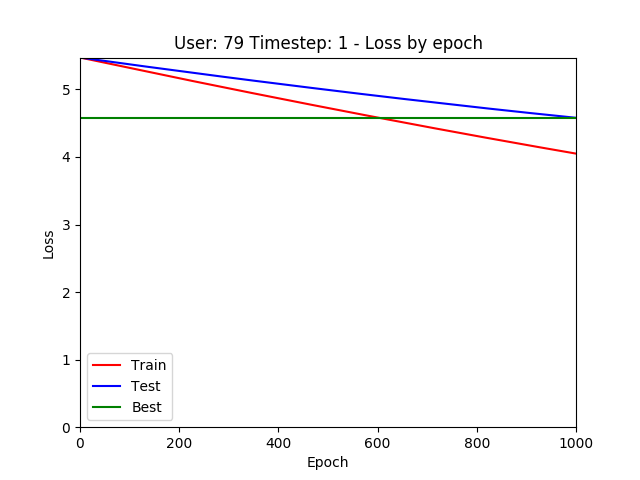 User: 79 Timestep: 1 - Loss by epoch
5
4
3
2
1
0
Loss
Train
Test
Best
0 200 400 600 800 1000
Epoch